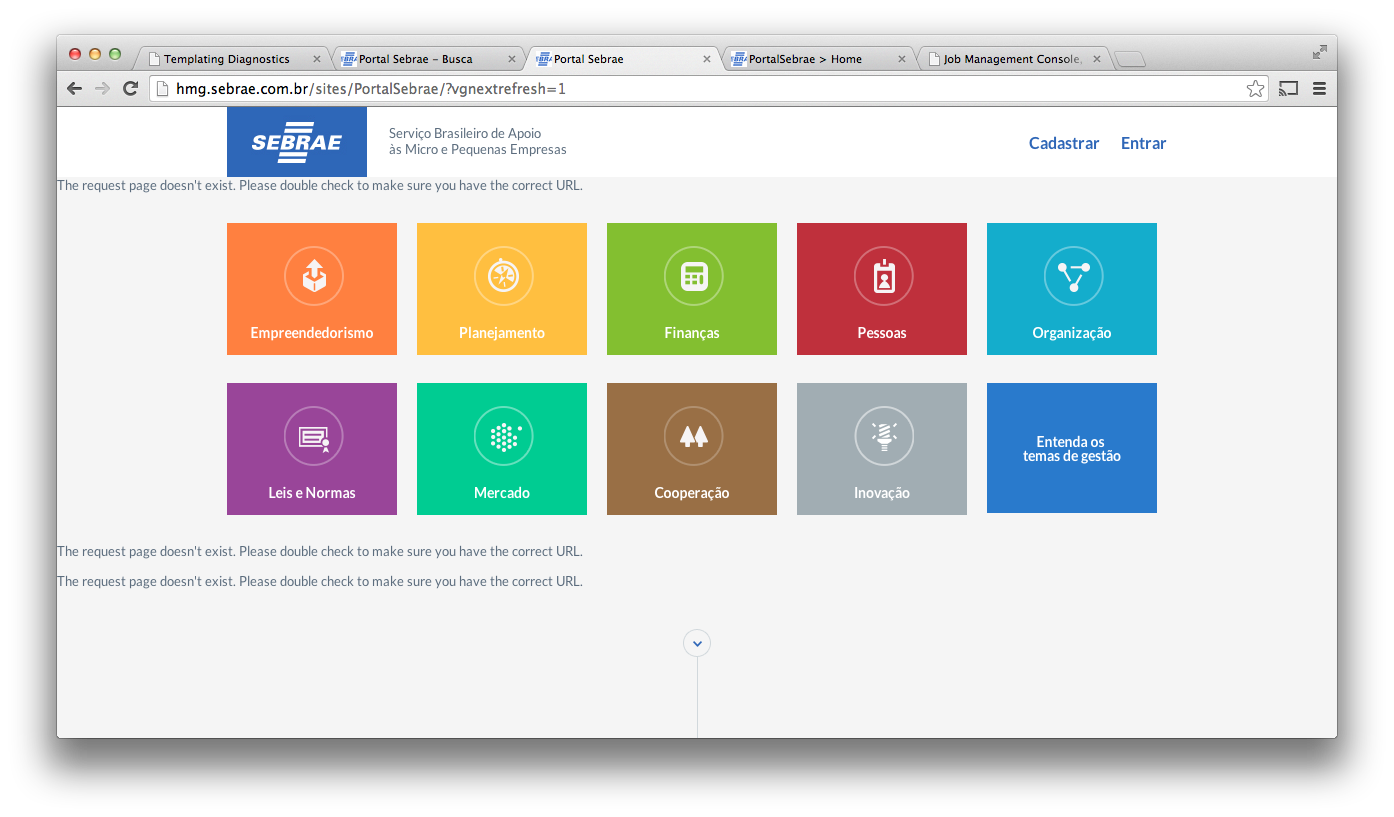 Templating Diagnostics
Portal Sebrae – Busca
Portal Sebrae
PortalSebrae > Home
Job Management Console,
hmg.sebrae.com.br/sites/PortalSebrae/?vgnextrefresh=1
SEBRAE
Serviço Brasileiro de Apoio
às Micro e Pequenas Empresas
Cadastrar
Entrar
The request page doesn't exist. Please double check to make sure you have the correct URL.
Empreendedorismo
Planejamento
Finanças
Pessoas
Organização
Leis e Normas
Mercado
Cooperação
Inovação
Entenda os
temas de gestão
The request page doesn't exist. Please double check to make sure you have the correct URL.
The request page doesn't exist. Please double check to make sure you have the correct URL.